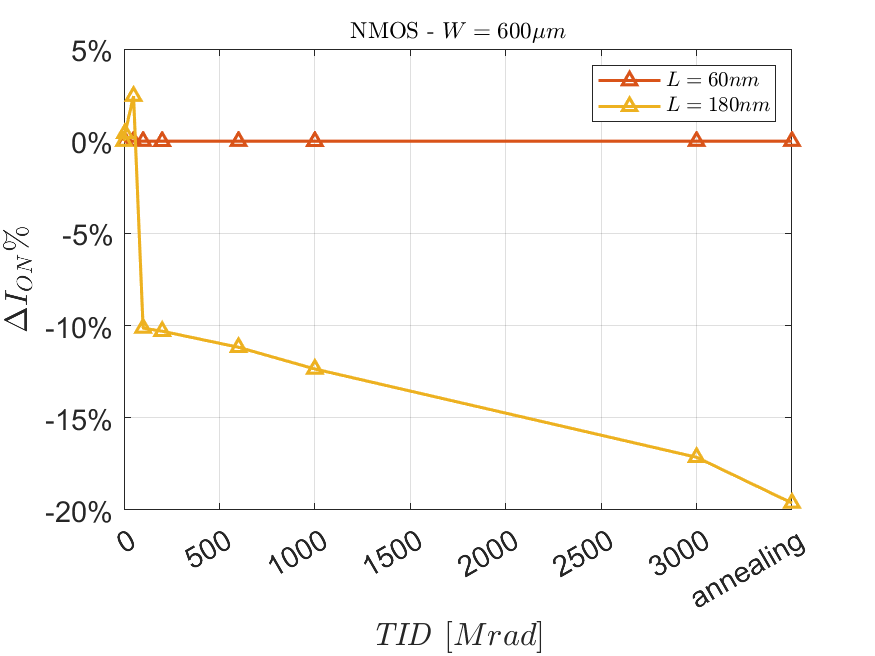 NMOS - W = 600μm
5%
0%
-5%
-10%
-15%
-20%
ΔI_ON%
L = 60nm
L = 180nm
0
500
1000
1500
2000
2500
3000
annealing
TID [Mrad]